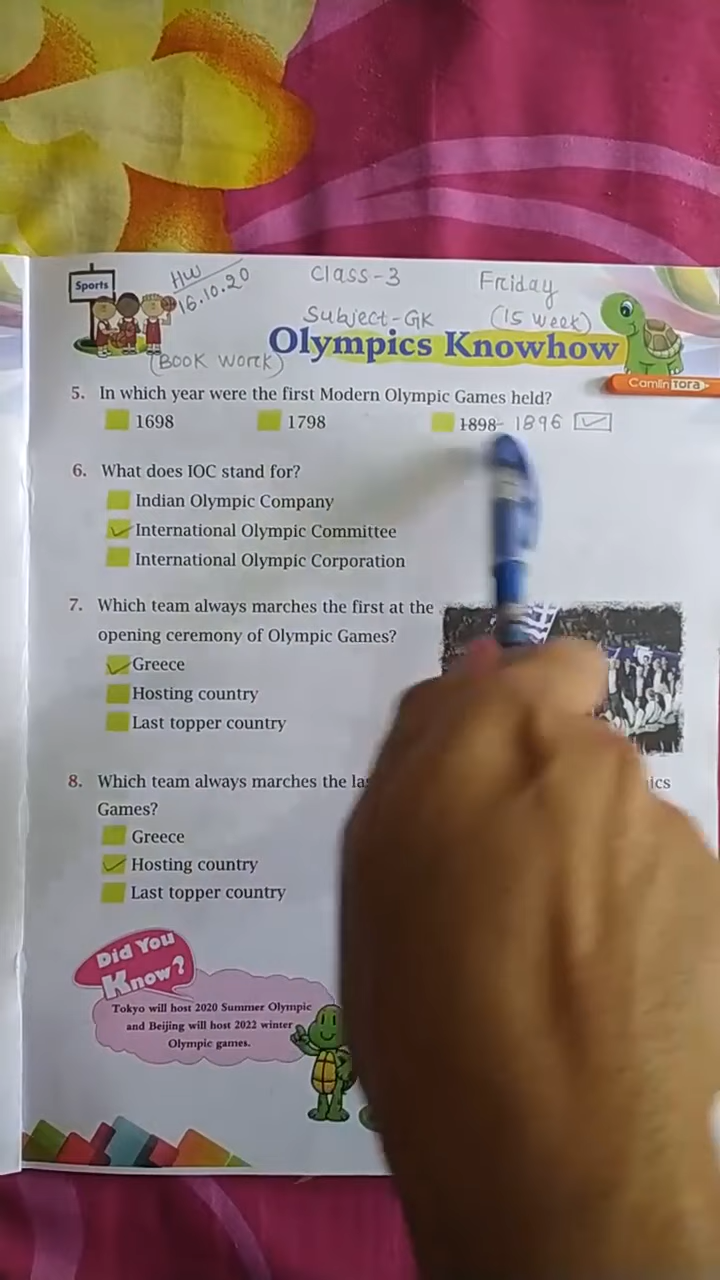 Sports
HW
16.10.20
Class-3
Friday
Subject-GK
(15 week)
(BOOK WORK)
Olympics Knowhow
Camlin TORA
5. In which year were the first Modern Olympic Games held?
1698 1798 1898 1896
6. What does IOC stand for?
Indian Olympic Company
International Olympic Committee
International Olympic Corporation
7. Which team always marches the first at the
opening ceremony of Olympic Games?
Greece
Hosting country
Last topper country
8. Which team always marches the
Games?
Greece
Hosting country
Last topper country
Did You
Know?
Tokyo will host 2020 Summer Olympic
and Beijing will host 2022 winter
Olympic games.